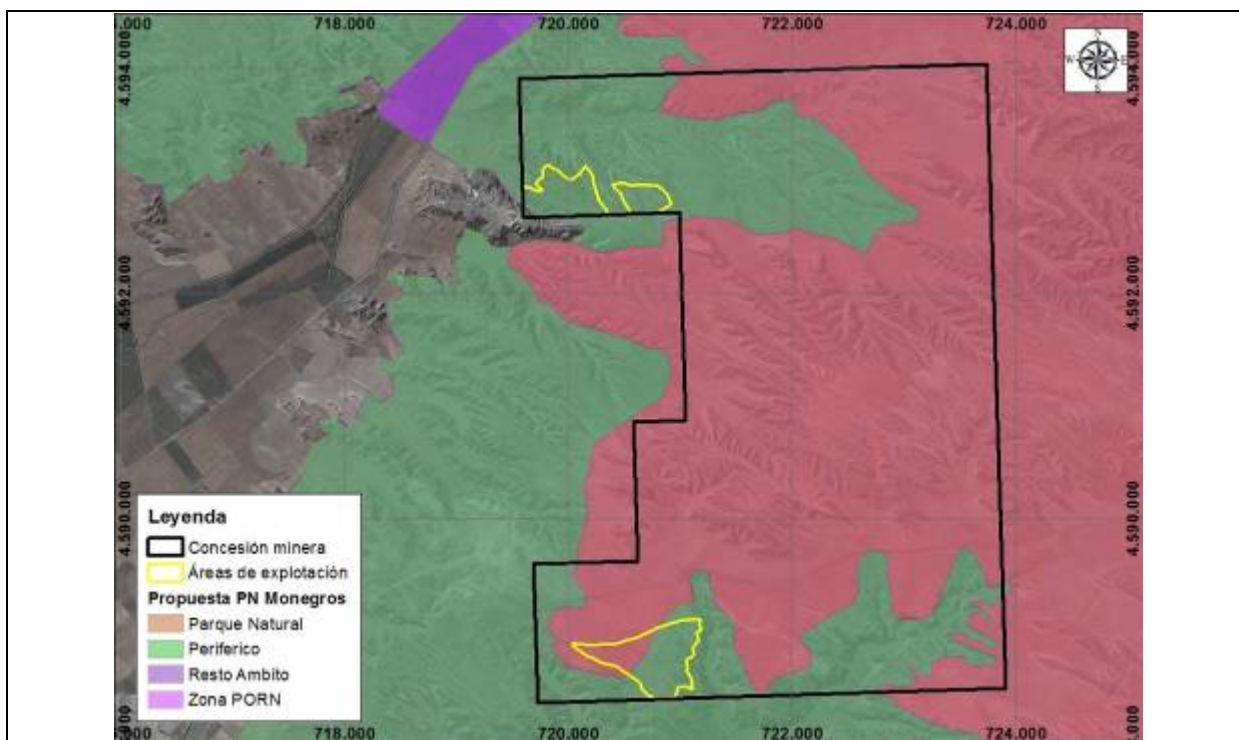 .000 718.000 720.000 722.000 724.000
4.594.000 4.594.000
N
W E
S
4.592.000 4.592.000
4.590.000 4.590.000
Leyenda
Concesión minera
Áreas de explotación
Propuesta PN Monegros
Parque Natural
Periferico
Resto Ambito
Zona PORN
.000 718.000 720.000 722.000 724.000